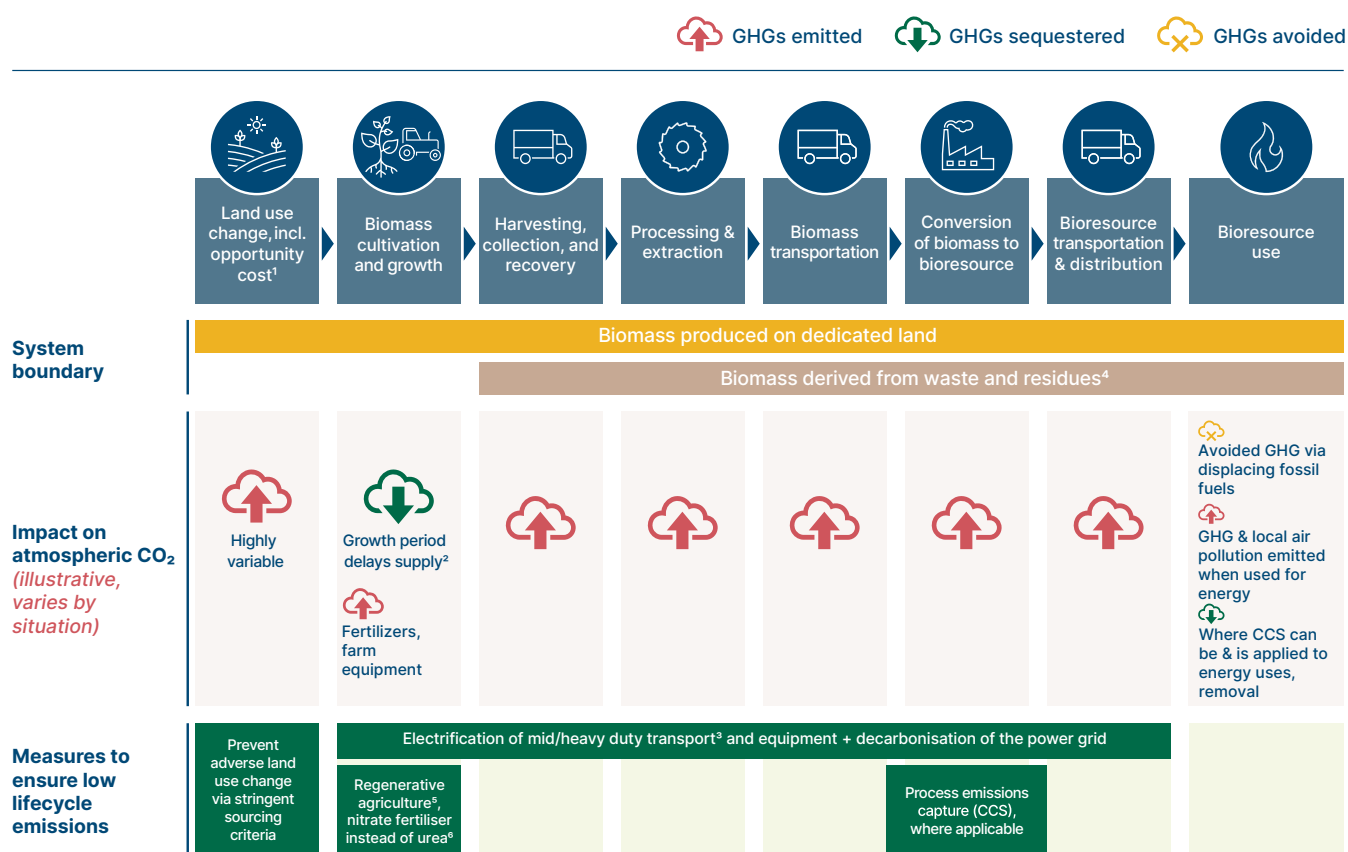 GHGs emitted
GHGs sequestered
GHGs avoided
Land use
change, incl.
opportunity
cost¹
Biomass
cultivation
and growth
Harvesting,
collection, and
recovery
Processing &
extraction
Biomass
transportation
Conversion
of biomass to
bioresource
Bioresource
transportation
& distribution
Bioresource
use
System
boundary
Biomass produced on dedicated land
Biomass derived from waste and residues⁴
Impact on
atmospheric CO₂
(illustrative,
varies by
situation)
Highly
variable
Growth period
delays supply²
Fertilizers,
farm
equipment
Avoided GHG via
displacing fossil
fuels
GHG & local air
pollution emitted
when used for
energy
Where CCS can
be & is applied to
energy uses,
removal
Measures to
ensure low
lifecycle
emissions
Prevent
adverse land
use change
via stringent
sourcing
criteria
Electrification of mid/heavy duty transport³ and equipment + decarbonisation of the power grid
Regenerative
agriculture⁵,
nitrate fertiliser
instead of urea⁶
Process emissions
capture (CCS),
where applicable